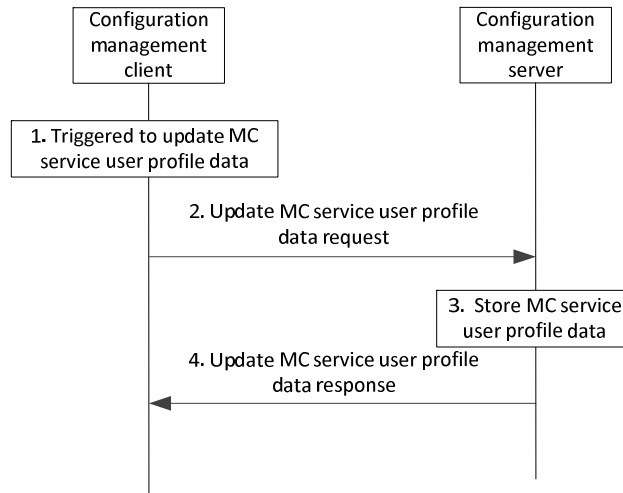 Configuration
management
client
Configuration
management
server
1. Triggered to update MC
service user profile data
2. Update MC service user profile
data request
3. Store MC service
user profile data
4. Update MC service user profile
data response